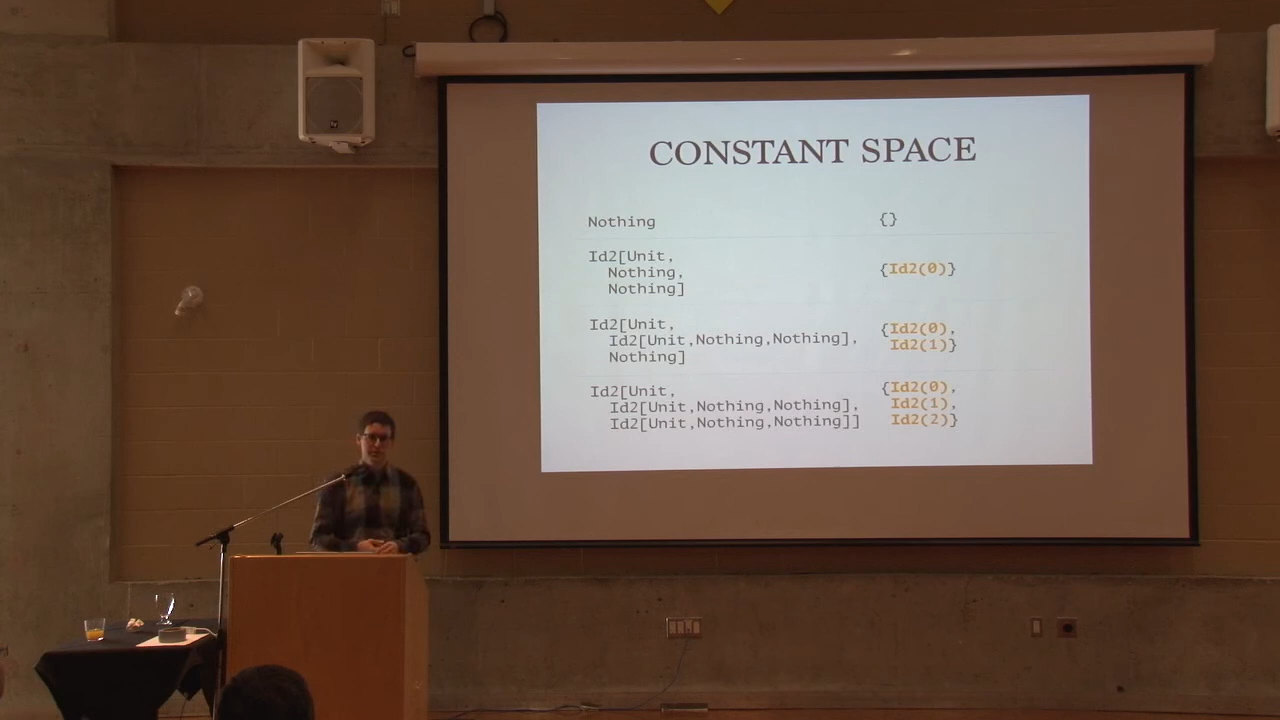 CONSTANT SPACE
Nothing {}
Id2[Unit,
Nothing,
Nothing]
{Id2(0)}
Id2[Unit,
Id2[Unit,Nothing,Nothing],
Nothing]
{Id2(0),
Id2(1)}
Id2[Unit,
Id2[Unit,Nothing,Nothing],
Id2[Unit,Nothing,Nothing]]
{Id2(0),
Id2(1),
Id2(2)}